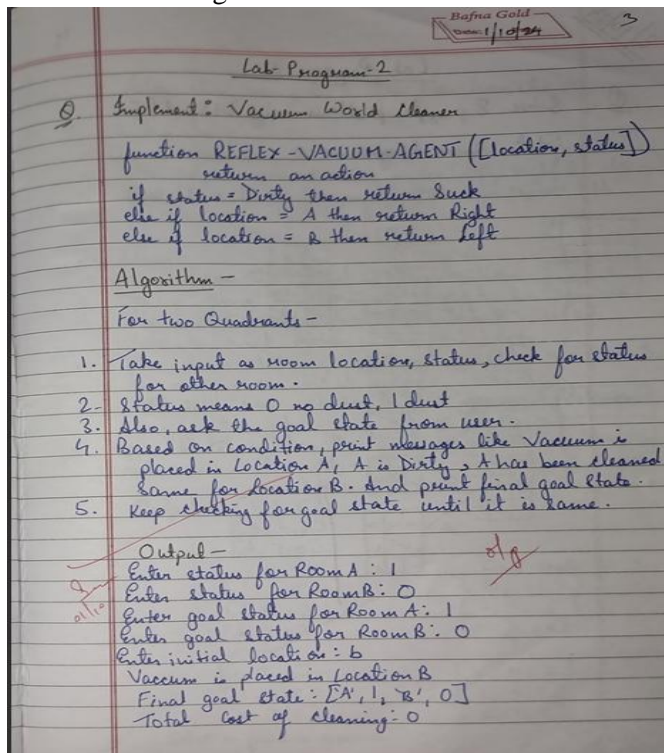 Bafna Gold
Date: 1/10/24
3
Lab Program-2
Q. Implement: Vacuum World Cleaner
function REFLEX-VACUUM-AGENT ([location, status])
return an action
if status = Dirty then return Suck
else if location = A then return Right
else if location = B then return Left
Algorithm -
For two Quadrants -
1. Take input as room location, status, check for status
for other room.
2- Status means 0 no dust, 1 dust
3. Also, ask the goal state from user.
4. Based on condition, print messages like Vacuum is
placed in Location A, A is Dirty, A has been cleaned
Same for Location B. And print final goal state.
5. Keep checking for goal state until it is same.
Output -
o/p
Enter status for Room A: 1
Enter status for Room B: 0
01/10
Enter goal status for Room A: 1
Enter goal status for Room B: 0
Enter initial location: b
Vaccum is placed in Location B
Final goal state: ['A', 1, 'B', 0]
Total cost of cleaning: 0